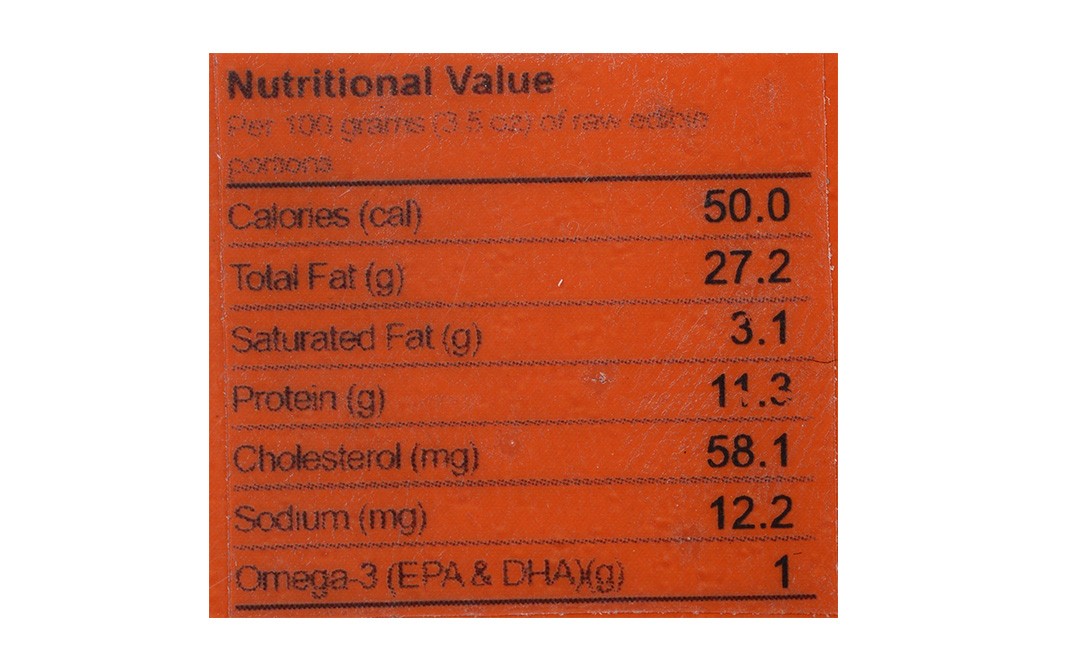 Nutritional Value
Per 100 grams (3.5 oz) of raw edible
portions
Calories (cal) 50.0
Total Fat (g) 27.2
Saturated Fat (g) 3.1
Protein (g) 11.3
Cholesterol (mg) 58.1
Sodium (mg) 12.2
Omega-3 (EPA & DHA)(g) 1